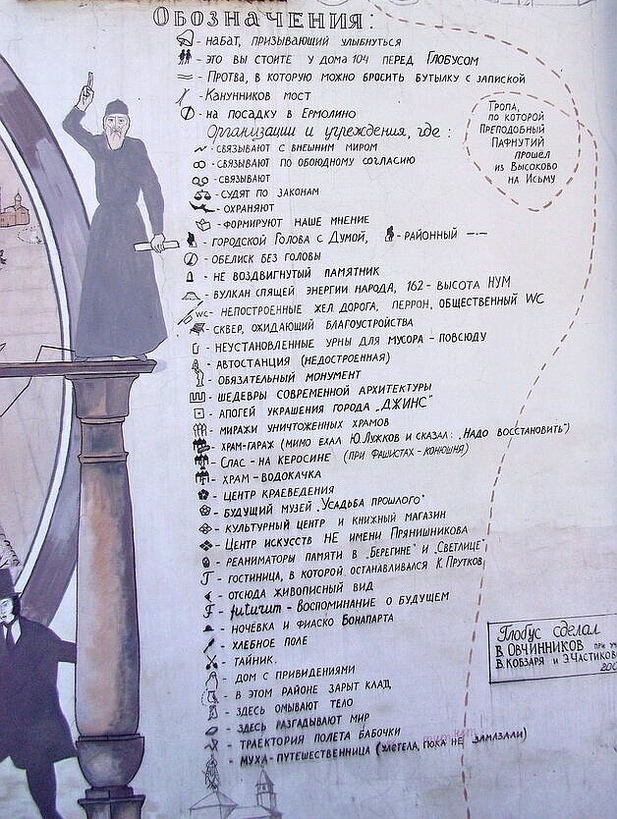 Обозначения:
- набат, призывающий улыбнуться
- это вы стоите у дома 104 перед Глобусом
- Протва, в которую можно бросить бутылку с запиской
- Канунников мост
- на посадку в Ермолино
Организации и учреждения, где :
- связывают с внешним миром
- связывают по обоюдному согласию
- связывают
- судят по законам
- охраняют
- формируют наше мнение
- городской Голова с Думой, - районный —·—
- обелиск без головы
- не воздвигнутый памятник
- вулкан спящей энергии народа, 162 - высота НУМ
WC - непостроенные жел дорога, перрон, общественный WC
- сквер, ожидающий благоустройства
- неустановленные урны для мусора - повсюду
- автостанция (недостроенная)
- обязательный монумент
- шедевры современной архитектуры
- апогей украшения города „Джинс"
- миражи уничтоженных храмов
- храм-гараж (мимо ехал Ю.Лужков и сказал: „Надо восстановить")
- Спас - на керосине (при фашистах - конюшня)
- храм - водокачка
- центр краеведения
- будущий музей „Усадьба прошлого"
- культурный центр и книжный магазин
- Центр искусств НЕ имени Прянишникова
- реаниматоры памяти в „Берегине" и „Светлице"
- гостиница, в которой останавливался К.Прутков
- отсюда живописный вид
F - futurum - воспоминание о будущем
- ночёвка и фиаско Бонапарта
- хлебное поле
- тайник.
- дом с привидениями
- в этом районе зарыт клад
- здесь омывают тело
- здесь разгадывают мир
- траектория полета бабочки
- муха-путешественница (улетела, пока не замазали)
Тропа,
по которой
преподобный
Пафнутий
прошел
из Высоково
на Исьму
Глобус сделал
В.Овчинников при
В.Кобзаря и Э.Частиков
200